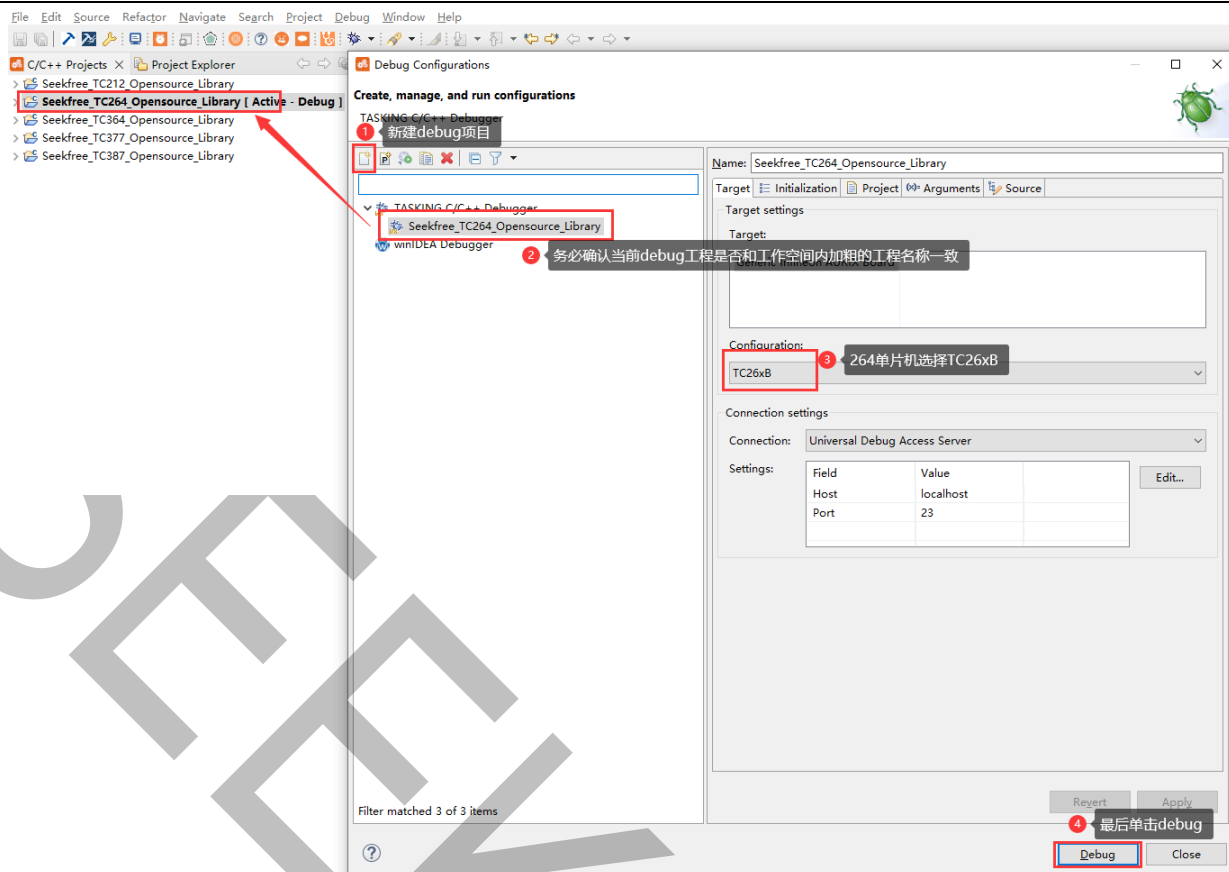 File Edit Source Refactor Navigate Search Project Debug Window Help
C/C++ Projects
Project Explorer
Seekfree_TC212_Opensource_Library
Seekfree_TC264_Opensource_Library [ Active - Debug ]
Seekfree_TC364_Opensource_Library
Seekfree_TC377_Opensource_Library
Seekfree_TC387_Opensource_Library
Debug Configurations
Create, manage, and run configurations
TASKING C/C++ Debugger
1 新建debug项目
TASKING C/C++ Debugger
Seekfree_TC264_Opensource_Library
winIDEA Debugger
2 务必确认当前debug工程是否和工作空间内加粗的工程名称一致
Filter matched 3 of 3 items
Name: Seekfree_TC264_Opensource_Library
Target Initialization Project Arguments Source
Target settings
Target:
Configuration:
TC26xB
3 264单片机选择TC26xB
Connection settings
Connection: Universal Debug Access Server
Settings:
Field Value
Host localhost
Port 23
Edit...
Revert Apply
4 最后单击debug
Debug Close
SEEK